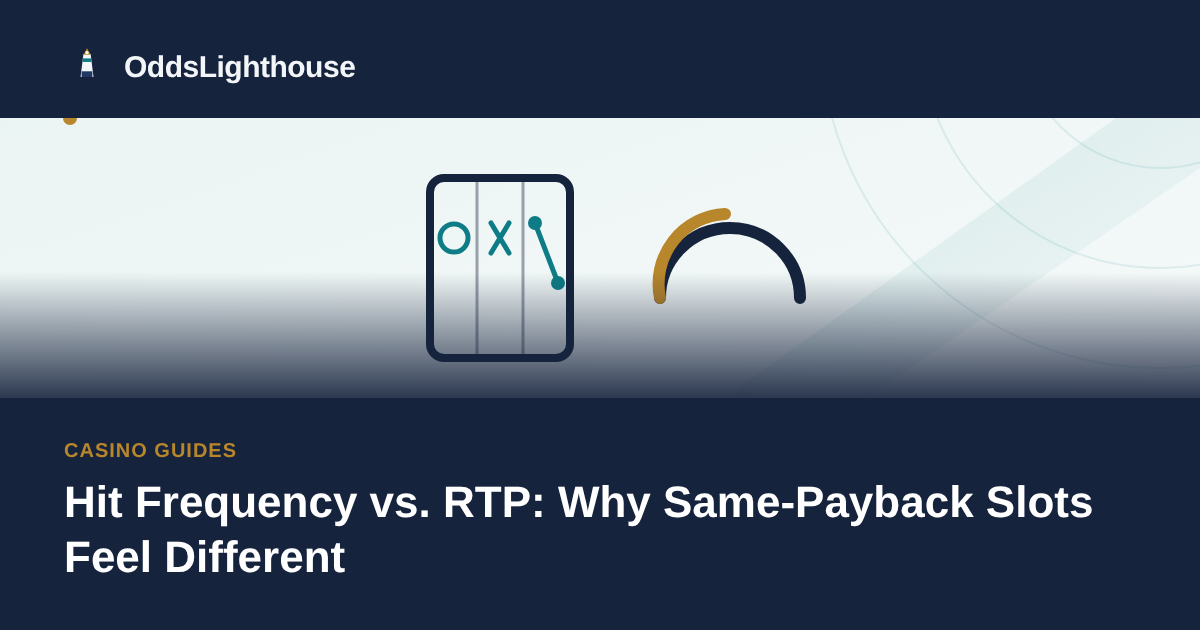 OddsLighthouse
CASINO GUIDES
Hit Frequency vs. RTP: Why Same-Payback Slots
Feel Different